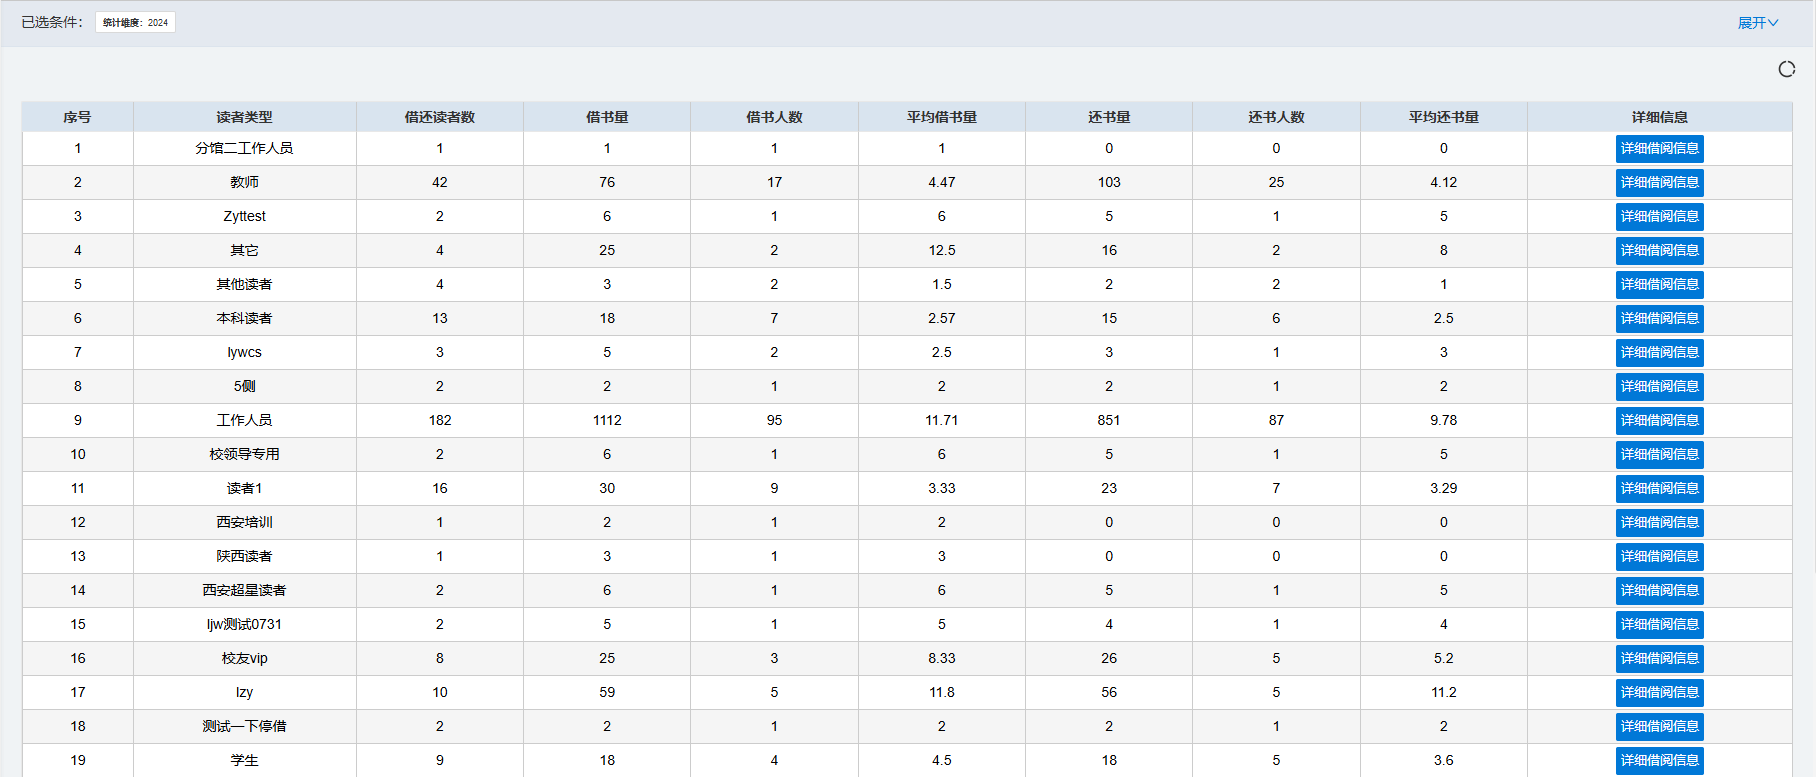 已选条件： 统计维度：2024 展开
序号 读者类型 借还读者数 借书量 借书人数 平均借书量 还书量 还书人数 平均还书量 详细信息
1 分馆二工作人员 1 1 1 1 0 0 0 详细借阅信息
2 教师 42 76 17 4.47 103 25 4.12 详细借阅信息
3 Zyttest 2 6 1 6 5 1 5 详细借阅信息
4 其它 4 25 2 12.5 16 2 8 详细借阅信息
5 其他读者 4 3 2 1.5 2 2 1 详细借阅信息
6 本科读者 13 18 7 2.57 15 6 2.5 详细借阅信息
7 lywcs 3 5 2 2.5 3 1 3 详细借阅信息
8 5侧 2 2 1 2 2 1 2 详细借阅信息
9 工作人员 182 1112 95 11.71 851 87 9.78 详细借阅信息
10 校领导专用 2 6 1 6 5 1 5 详细借阅信息
11 读者1 16 30 9 3.33 23 7 3.29 详细借阅信息
12 西安培训 1 2 1 2 0 0 0 详细借阅信息
13 陕西读者 1 3 1 3 0 0 0 详细借阅信息
14 西安超星读者 2 6 1 6 5 1 5 详细借阅信息
15 ljw测试0731 2 5 1 5 4 1 4 详细借阅信息
16 校友vip 8 25 3 8.33 26 5 5.2 详细借阅信息
17 lzy 10 59 5 11.8 56 5 11.2 详细借阅信息
18 测试一下停借 2 2 1 2 2 1 2 详细借阅信息
19 学生 9 18 4 4.5 18 5 3.6 详细借阅信息